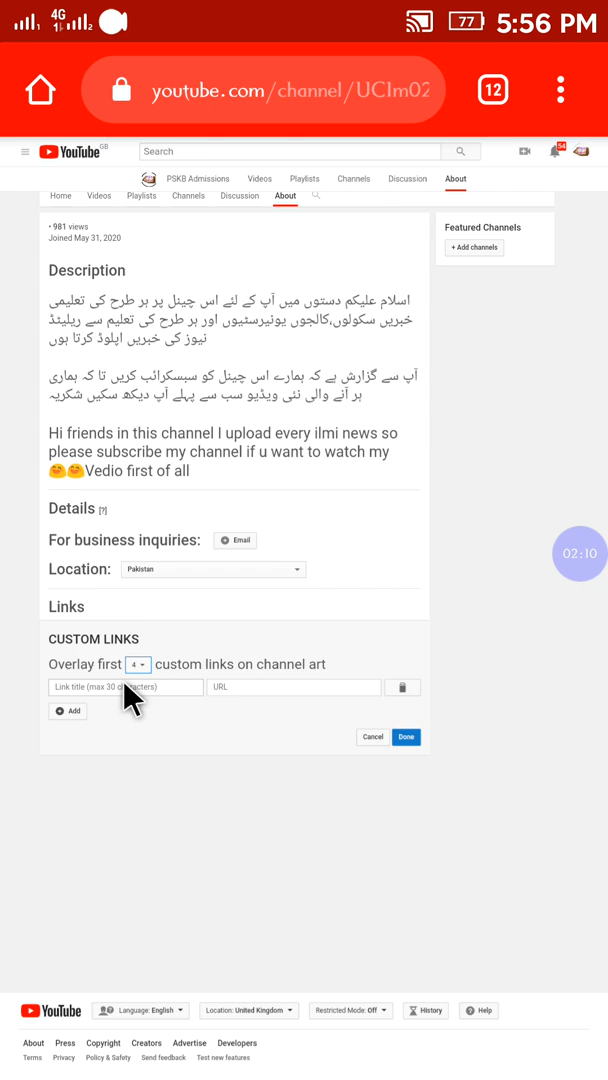 4G
77
5:56 PM
youtube.com/channel/UCIm02
12
YouTube GB
Search
54
PSKB Admissions Videos Playlists Channels Discussion About
Home Videos Playlists Channels Discussion About
• 981 views
Joined May 31, 2020
Featured Channels
+ Add channels
Description
اسلام علیکم دستوں میں آپ کے لئے اس چینل پر ہر طرح کی تعلیمی
خبریں سکولوں،کالجوں یونیرسٹیوں اور ہر طرح کی تعلیم سے ریلیٹڈ
نیوز کی خبریں اپلوڈ کرتا ہوں
آپ سے گزارش ہے کہ ہمارے اس چینل کو سبسکرائب کریں تا کہ ہماری
ہر آنے والی نئی ویڈیو سب سے پہلے آپ دیکھ سکیں شکریہ
Hi friends in this channel I upload every ilmi news so
please subscribe my channel if u want to watch my
😊😊Vedio first of all
Details [?]
For business inquiries: Email
Location: Pakistan
02:10
Links
CUSTOM LINKS
Overlay first 4 custom links on channel art
Link title (max 30 characters) URL
Add
Cancel Done
YouTube Language: English Location: United Kingdom Restricted Mode: Off History Help
About Press Copyright Creators Advertise Developers
Terms Privacy Policy & Safety Send feedback Test new features